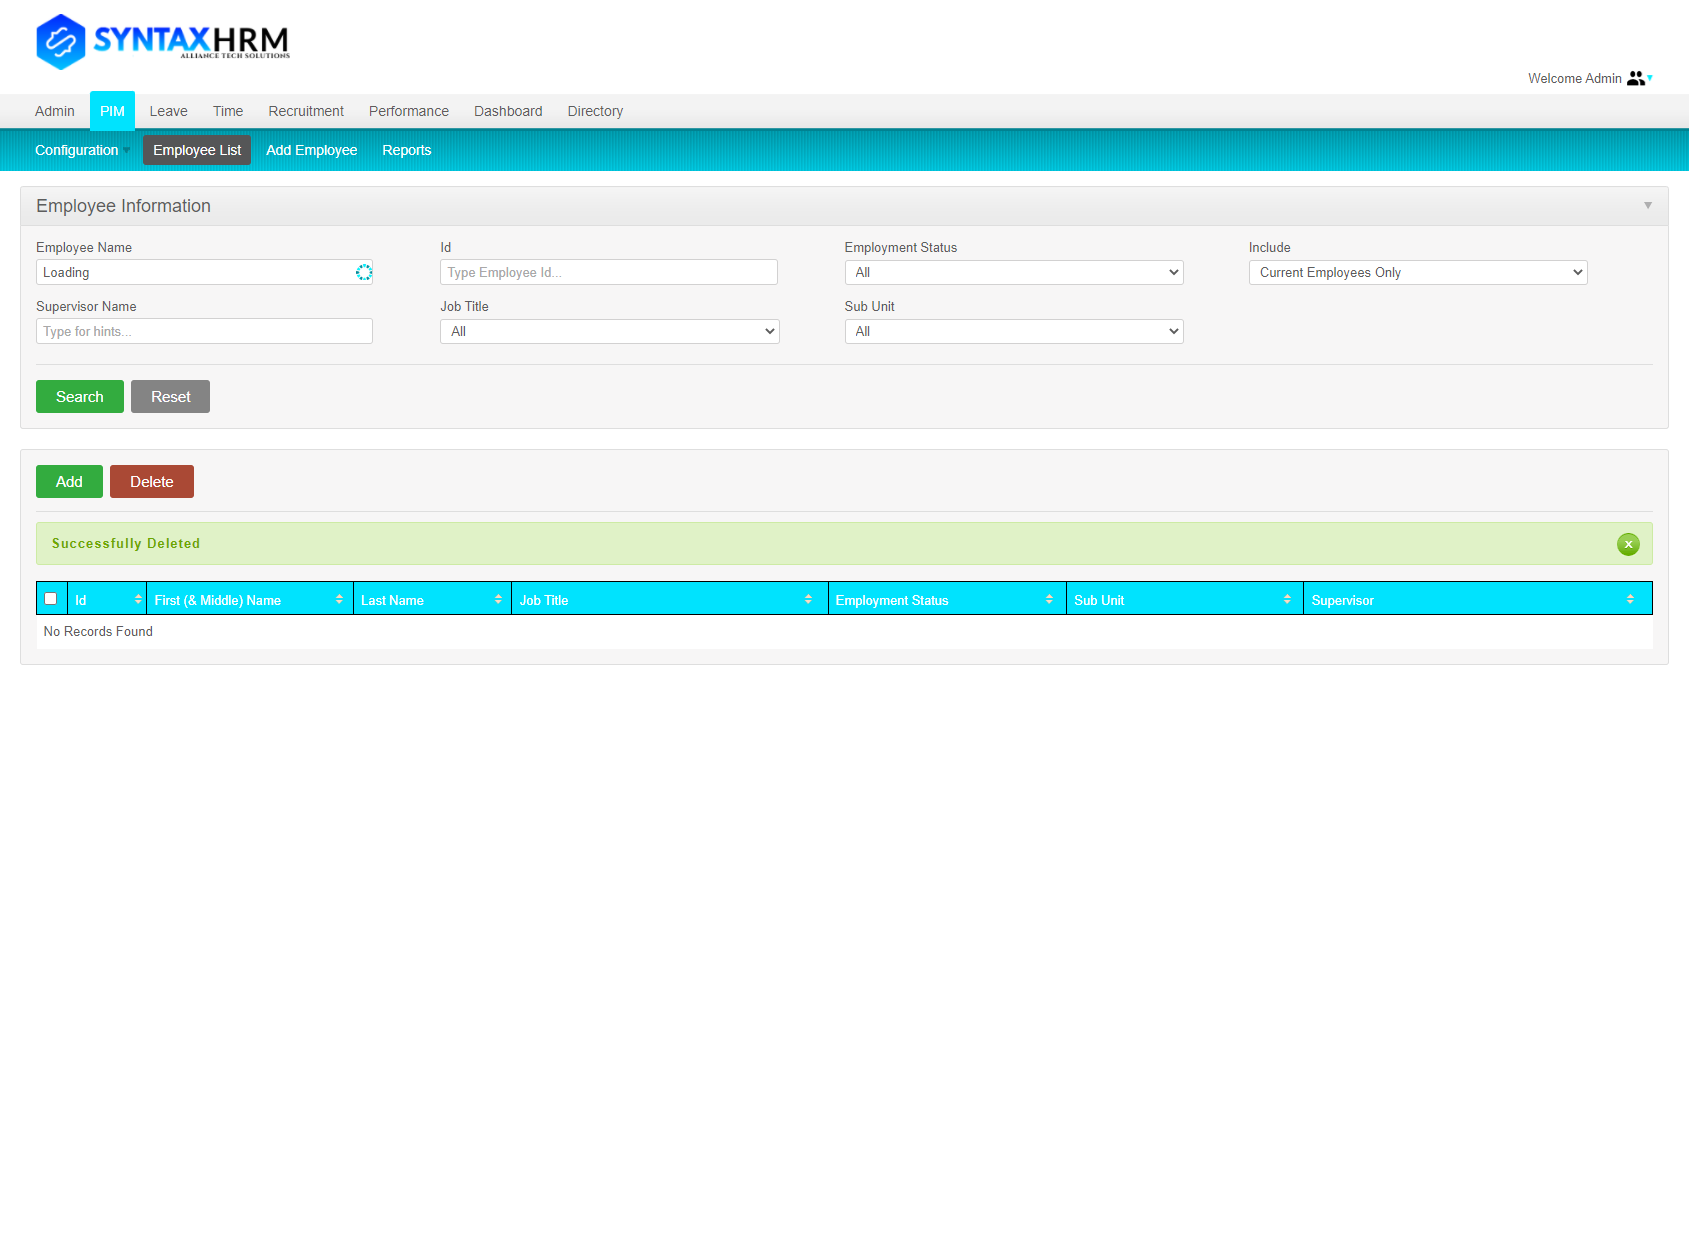 SYNTAXHRM
ALLIANCE TECH SOLUTIONS
Welcome Admin
Admin PIM Leave Time Recruitment Performance Dashboard Directory
Configuration Employee List Add Employee Reports
Employee Information
Employee Name Id Employment Status Include
Loading Type Employee Id... All Current Employees Only
Supervisor Name Job Title Sub Unit
Type for hints... All All
Search Reset
Add Delete
Successfully Deleted
x
Id First (& Middle) Name Last Name Job Title Employment Status Sub Unit Supervisor
No Records Found